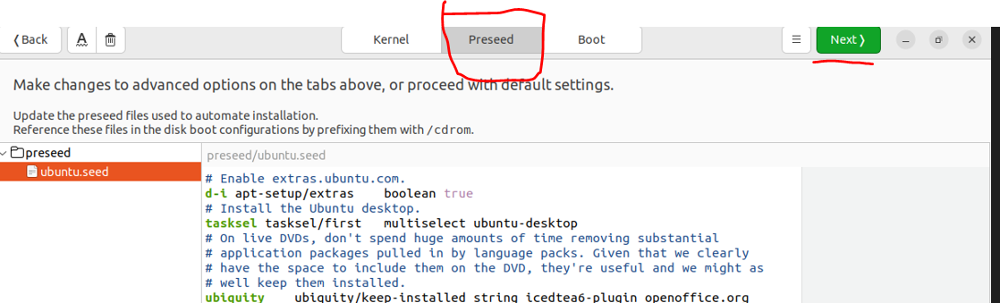 ❬Back
A
Kernel
Preseed
Boot
Next❭
Make changes to advanced options on the tabs above, or proceed with default settings.
Update the preseed files used to automate installation.
Reference these files in the disk boot configurations by prefixing them with /cdrom.
preseed
ubuntu.seed
preseed/ubuntu.seed
# Enable extras.ubuntu.com.
d-i apt-setup/extras    boolean true
# Install the Ubuntu desktop.
tasksel tasksel/first   multiselect ubuntu-desktop
# On live DVDs, don't spend huge amounts of time removing substantial
# application packages pulled in by language packs. Given that we clearly
# have the space to include them on the DVD, they're useful and we might as
# well keep them installed.
ubiquity    ubiquity/keep-installed string icedtea6-plugin openoffice.org